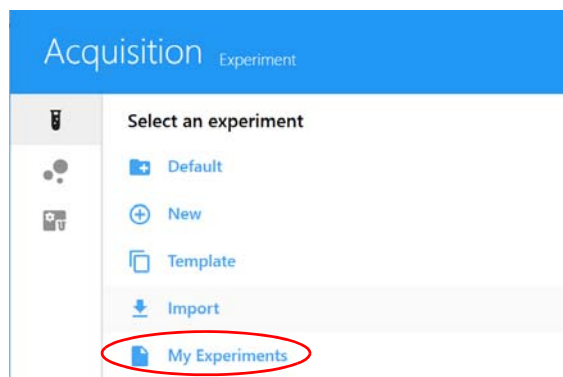 Acquisition Experiment
Select an experiment
Default
New
Template
Import
My Experiments